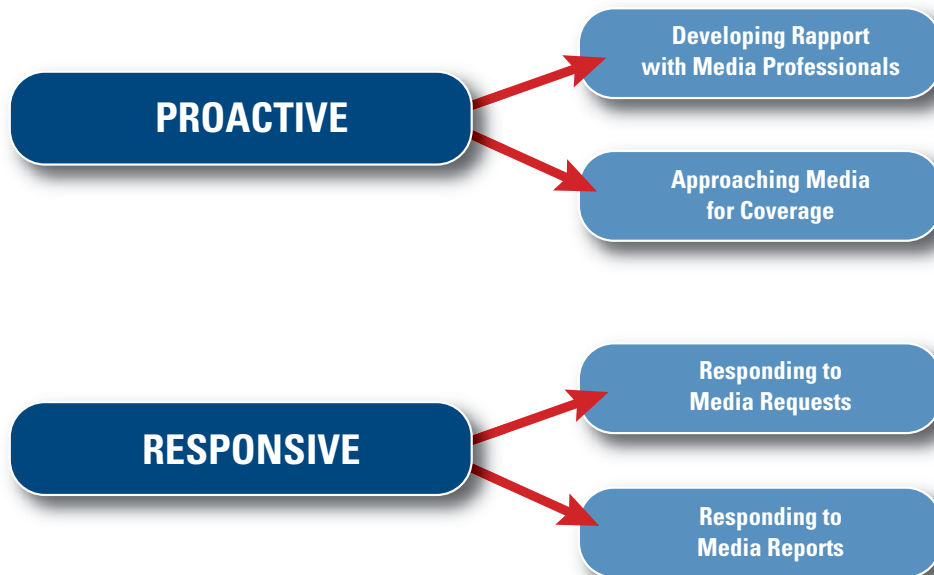 PROACTIVE
Developing Rapport
with Media Professionals
Approaching Media
for Coverage
RESPONSIVE
Responding to
Media Requests
Responding to
Media Reports